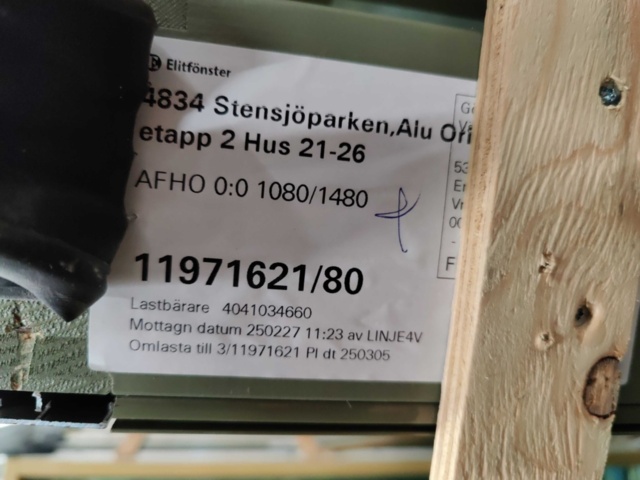 Elitfönster
4834 Stensjöparken,Alu Ori
etapp 2 Hus 21-26
AFHO 0:0 1080/1480
11971621/80
Lastbärare 4041034660
Mottagn datum 250227 11:23 av LINJE4V
Omlasta till 3/11971621 Pl dt 250305